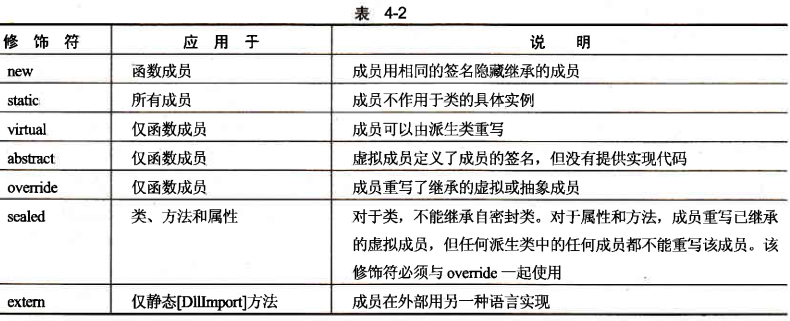 表 4-2
修 饰 符 应 用 于 说 明
new 函数成员 成员用相同的签名隐藏继承的成员
static 所有成员 成员不作用于类的具体实例
virtual 仅函数成员 成员可以由派生类重写
abstract 仅函数成员 虚拟成员定义了成员的签名，但没有提供实现代码
override 仅函数成员 成员重写了继承的虚拟或抽象成员
sealed 类、方法和属性 对于类，不能继承自密封类。对于属性和方法，成员重写已继承
的虚拟成员，但任何派生类中的任何成员都不能重写该成员。该
修饰符必须与 override 一起使用
extern 仅静态[DllImport]方法 成员在外部用另一种语言实现